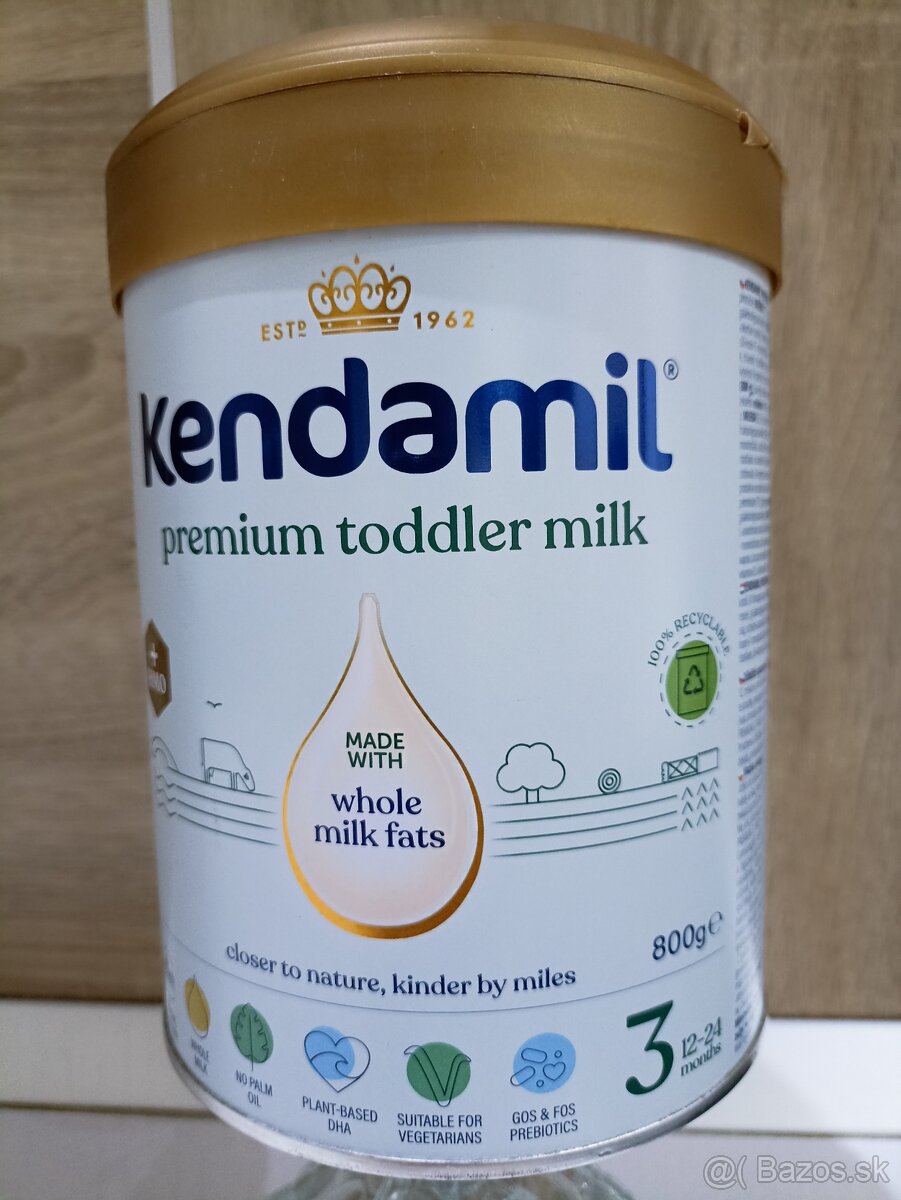 ESTD 1962
Kendamil®
premium toddler milk
100% RECYCLABLE
+
MADE
WITH
whole
milk fats
800g℮
closer to nature, kinder by miles
WHOLE
MILK
NO PALM
OIL
PLANT-BASED
DHA
SUITABLE FOR
VEGETARIANS
GOS & FOS
PREBIOTICS
3 12-24
months
@( Bazos.sk